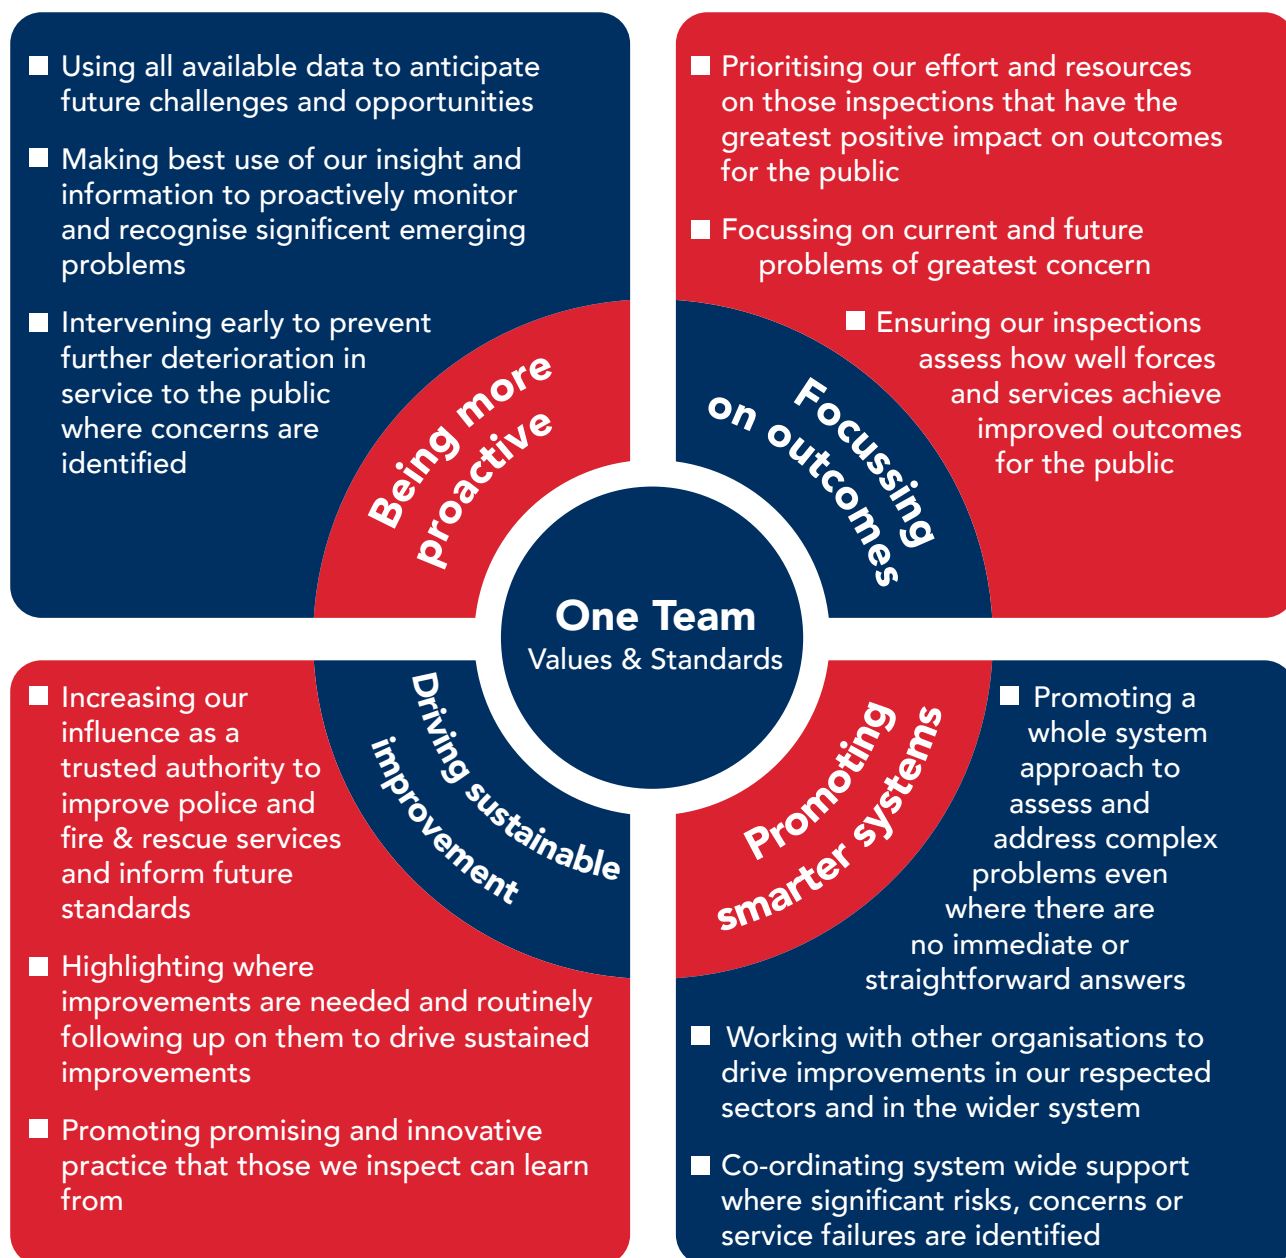 Using all available data to anticipate
future challenges and opportunities
Making best use of our insight and
information to proactively monitor
and recognise significent emerging
problems
Intervening early to prevent
further deterioration in
service to the public
where concerns are
identified
Being more
proactive
Prioritising our effort and resources
on those inspections that have the
greatest positive impact on outcomes
for the public
Focussing on current and future
problems of greatest concern
Ensuring our inspections
assess how well forces
and services achieve
improved outcomes
for the public
Focussing
on outcomes
One Team
Values & Standards
Increasing our
influence as a
trusted authority to
improve police and
fire & rescue services
and inform future
standards
Highlighting where
improvements are needed and routinely
following up on them to drive sustained
improvements
Promoting promising and innovative
practice that those we inspect can learn
from
Driving sustainable
improvement
Promoting
smarter systems
Promoting a
whole system
approach to
assess and
address complex
problems even
where there are
no immediate or
straightforward answers
Working with other organisations to
drive improvements in our respected
sectors and in the wider system
Co-ordinating system wide support
where significant risks, concerns or
service failures are identified